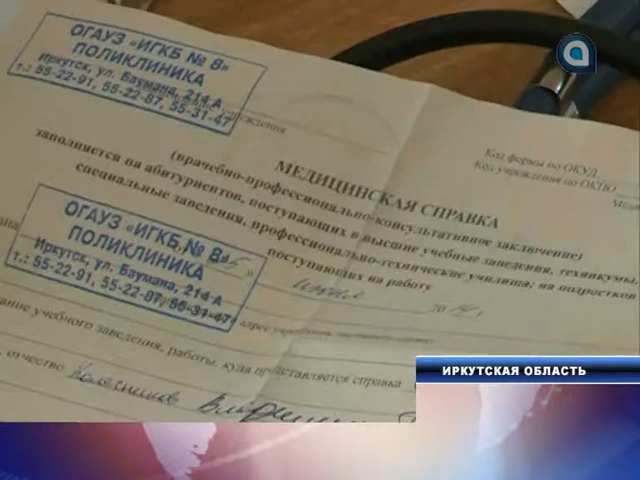 ОГАУЗ «ИГКБ № 8»
ПОЛИКЛИНИКА
Иркутск, ул. Баумана, 214 А
т.: 55-22-91, 55-22-87, 55-31-47
Код формы по ОКУД
Код учреждения по ОКПО
МЕДИЦИНСКАЯ СПРАВКА
(врачебно-профессионально-консультативное заключение)
заполняется на абитуриентов, поступающих в высшие учебные заведения, техникумы,
специальные заведения, профессионально-технические училища; на подростков
поступающих на работу
ОГАУЗ «ИГКБ № 8»
ПОЛИКЛИНИКА
Иркутск, ул. Баумана, 214 А
т.: 55-22-91, 55-22-87, 55-31-47
20
учебного заведения, работы, куда представляется справка
отчество
ИРКУТСКАЯ ОБЛАСТЬ